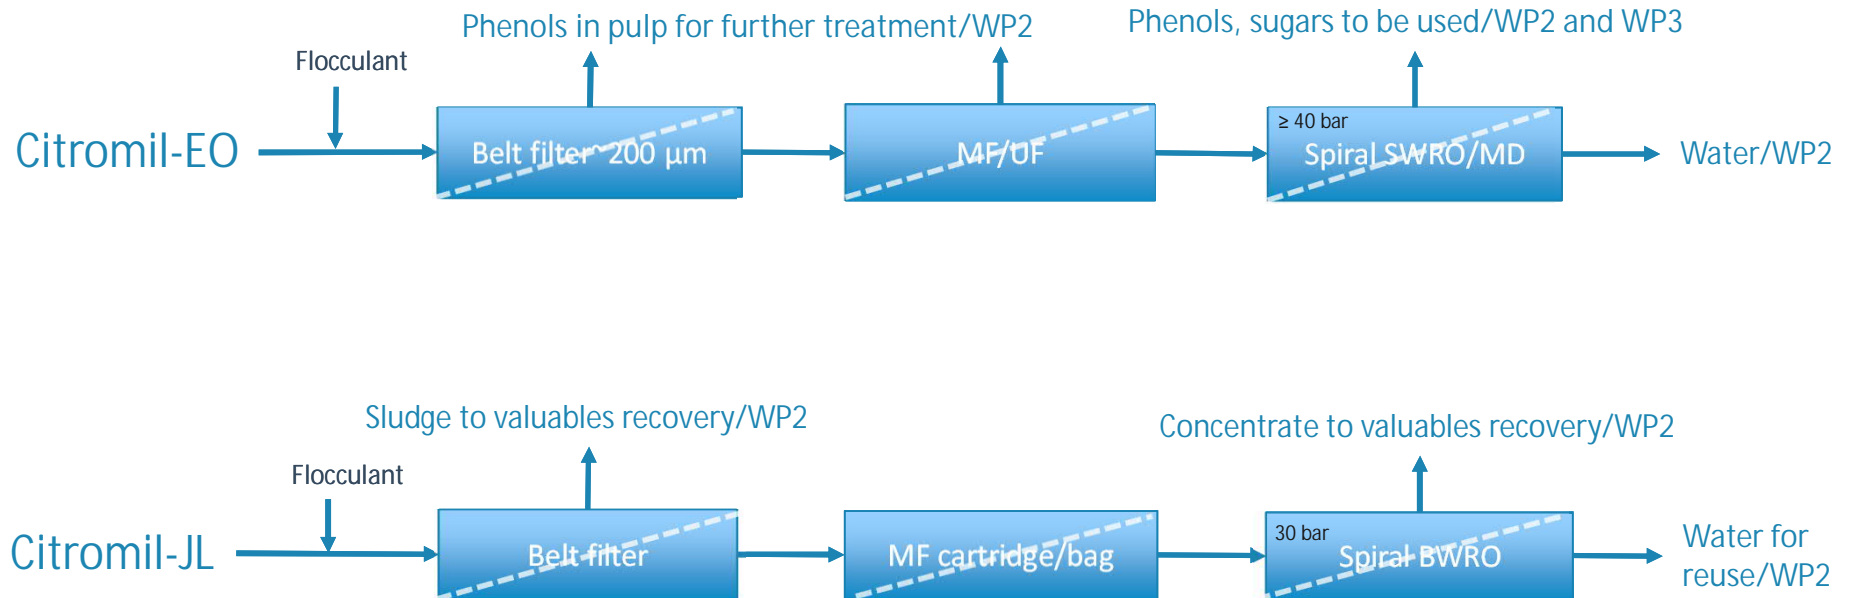 Phenols in pulp for further treatment/WP2
Phenols, sugars to be used/WP2 and WP3
Flocculant
Citromil-EO
Belt filter~ 200 µm
MF/UF
≥ 40 bar
Spiral SWRO/MD
Water/WP2
Sludge to valuables recovery/WP2
Concentrate to valuables recovery/WP2
Flocculant
Citromil-JL
Belt filter
MF cartridge/bag
30 bar
Spiral BWRO
Water for
reuse/WP2